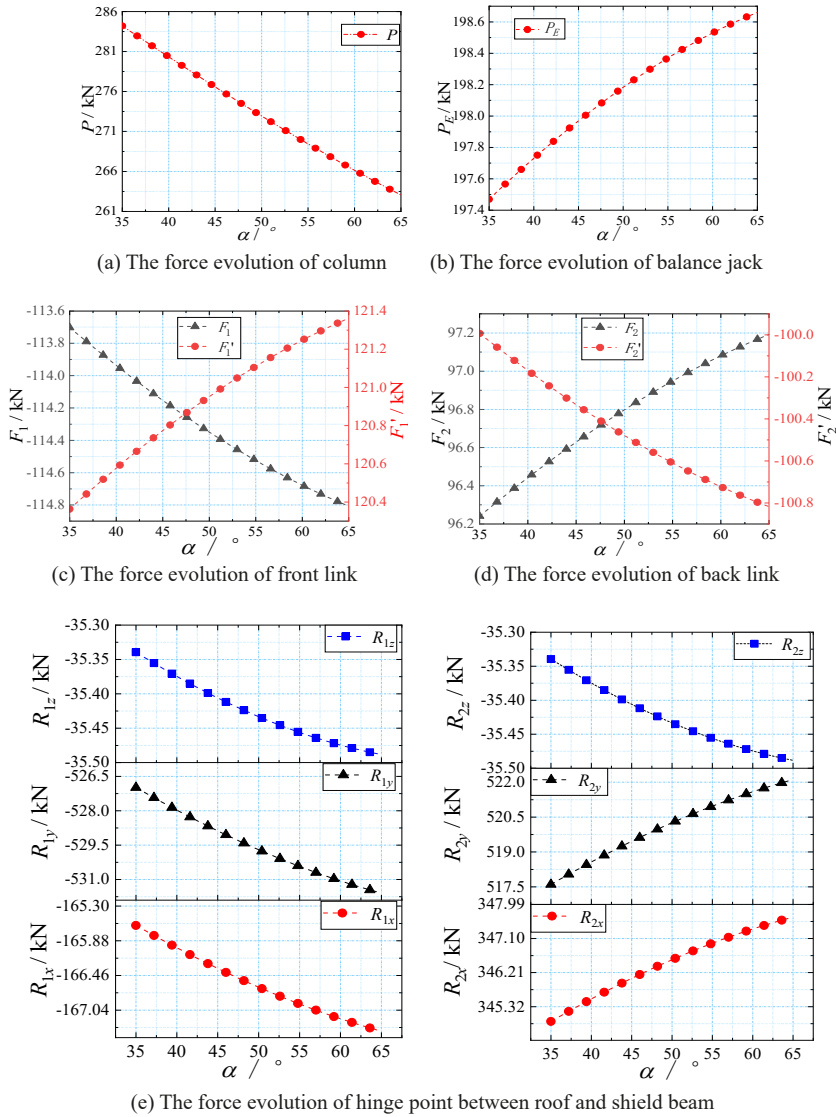 286
281
276
271
266
261
P / kN
P
35 40 45 50 55 60 65
α / °
(a) The force evolution of column
198.6
198.4
198.2
198.0
197.8
197.6
197.4
P_E / kN
P_E
35 40 45 50 55 60 65
α / °
(b) The force evolution of balance jack
-113.6
-113.8
-114.0
-114.2
-114.4
-114.6
-114.8
F_1 / kN
F_1
F_1'
121.4
121.2
121.0
120.8
120.6
120.4
F_1' / kN
35 40 45 50 55 60 65
α / °
(c) The force evolution of front link
97.2
97.0
96.8
96.6
96.4
96.2
F_2 / kN
F_2
F_2'
-100.0
-100.2
-100.4
-100.6
-100.8
F_2' / kN
35 40 45 50 55 60 65
α / °
(d) The force evolution of back link
-35.30
-35.35
-35.40
-35.45
-35.50
R_1z / kN
R_1z
-526.5
-528.0
-529.5
-531.0
R_1y / kN
R_1y
-165.30
-165.88
-166.46
-167.04
R_1x / kN
R_1x
35 40 45 50 55 60 65
α / °
-35.30
-35.35
-35.40
-35.45
-35.50
R_2z / kN
R_2z
522.0
520.5
519.0
517.5
R_2y / kN
R_2y
347.99
347.10
346.21
345.32
R_2x / kN
R_2x
35 40 45 50 55 60 65
α / °
(e) The force evolution of hinge point between roof and shield beam